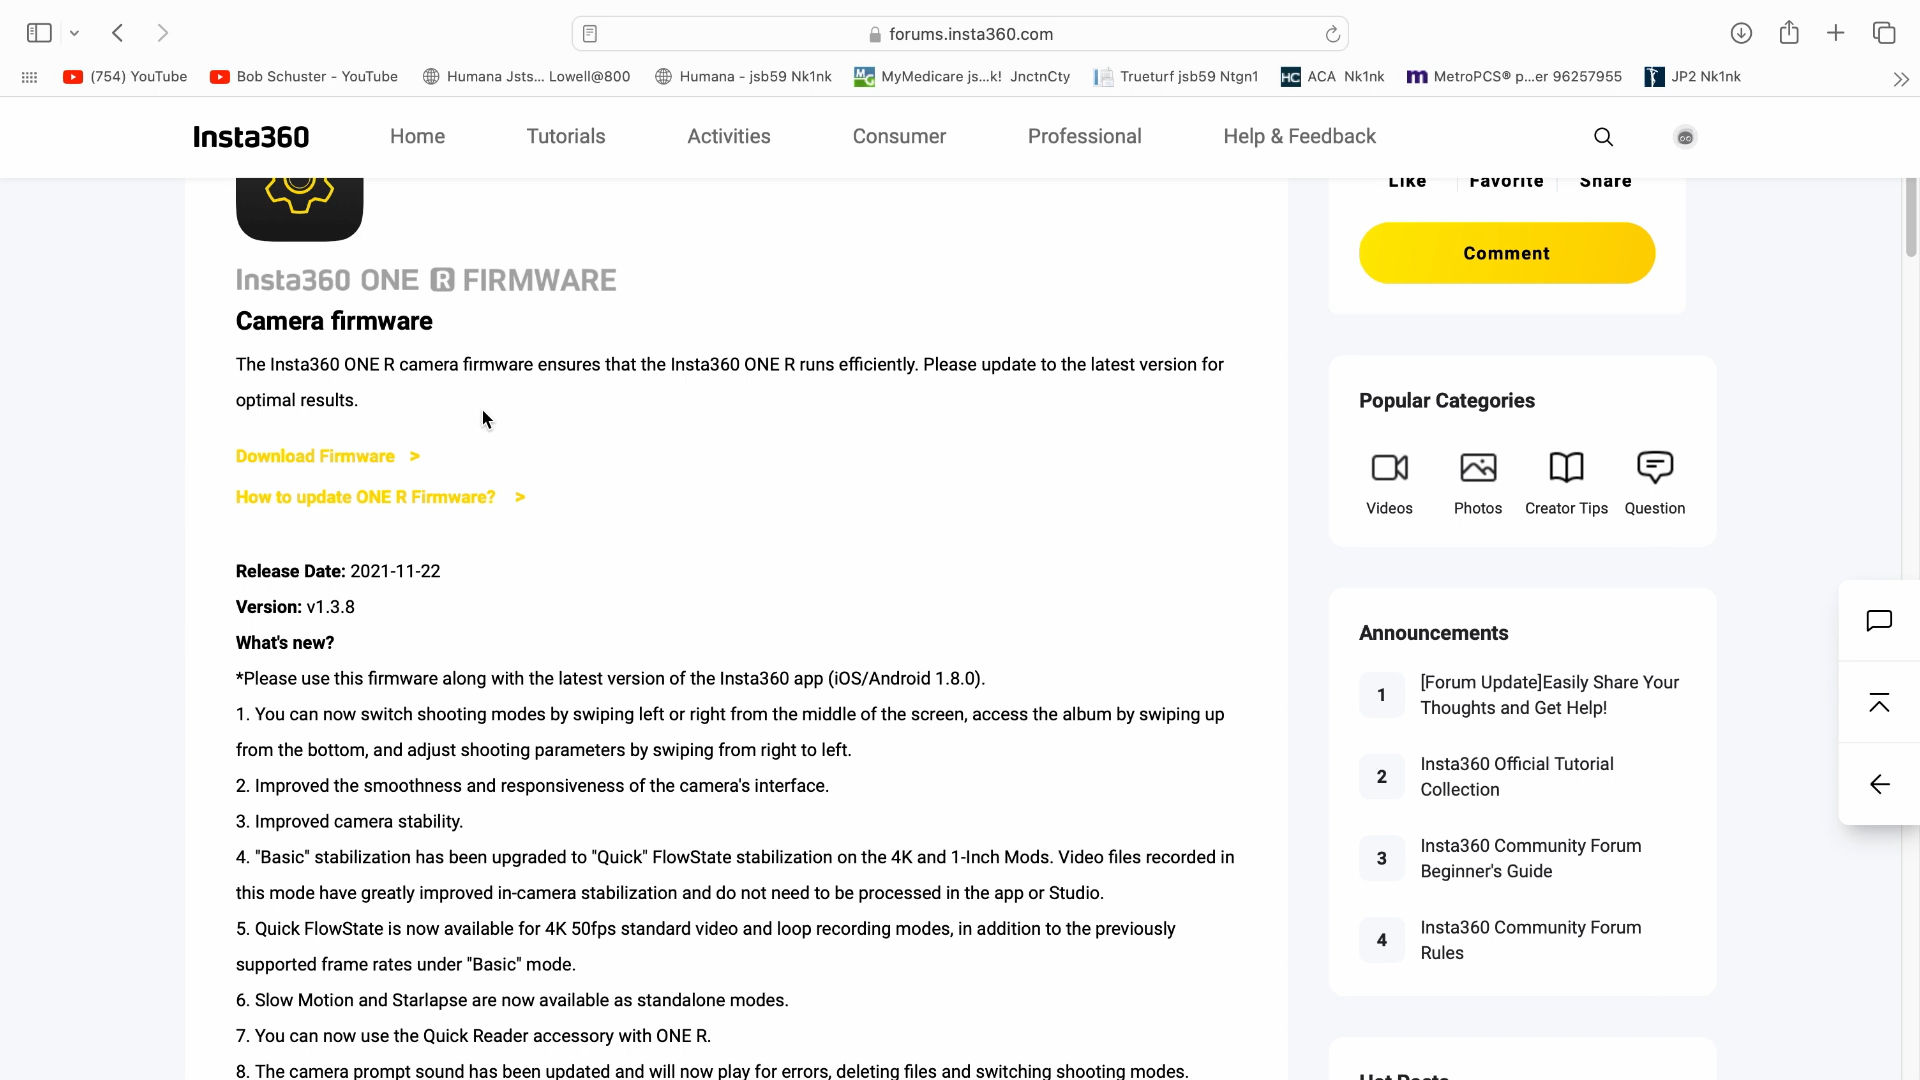 forums.insta360.com
(754) YouTube
Bob Schuster - YouTube
Humana Jsts... Lowell@800
Humana - jsb59 Nk1nk
MyMedicare js...k! JnctnCty
Trueturf jsb59 Ntgn1
HC ACA Nk1nk
MetroPCS® p...er 96257955
JP2 Nk1nk
Insta360
Home
Tutorials
Activities
Consumer
Professional
Help & Feedback
Like
Favorite
Share
Comment
Insta360 ONE R FIRMWARE
Camera firmware
The Insta360 ONE R camera firmware ensures that the Insta360 ONE R runs efficiently. Please update to the latest version for
optimal results.
Download Firmware >
How to update ONE R Firmware? >
Release Date: 2021-11-22
Version: v1.3.8
What's new?
*Please use this firmware along with the latest version of the Insta360 app (iOS/Android 1.8.0).
1. You can now switch shooting modes by swiping left or right from the middle of the screen, access the album by swiping up
from the bottom, and adjust shooting parameters by swiping from right to left.
2. Improved the smoothness and responsiveness of the camera's interface.
3. Improved camera stability.
4. "Basic" stabilization has been upgraded to "Quick" FlowState stabilization on the 4K and 1-Inch Mods. Video files recorded in
this mode have greatly improved in-camera stabilization and do not need to be processed in the app or Studio.
5. Quick FlowState is now available for 4K 50fps standard video and loop recording modes, in addition to the previously
supported frame rates under "Basic" mode.
6. Slow Motion and Starlapse are now available as standalone modes.
7. You can now use the Quick Reader accessory with ONE R.
8. The camera prompt sound has been updated and will now play for errors, deleting files and switching shooting modes.
Popular Categories
Videos
Photos
Creator Tips
Question
Announcements
1
[Forum Update]Easily Share Your
Thoughts and Get Help!
2
Insta360 Official Tutorial
Collection
3
Insta360 Community Forum
Beginner's Guide
4
Insta360 Community Forum
Rules
Hot Posts